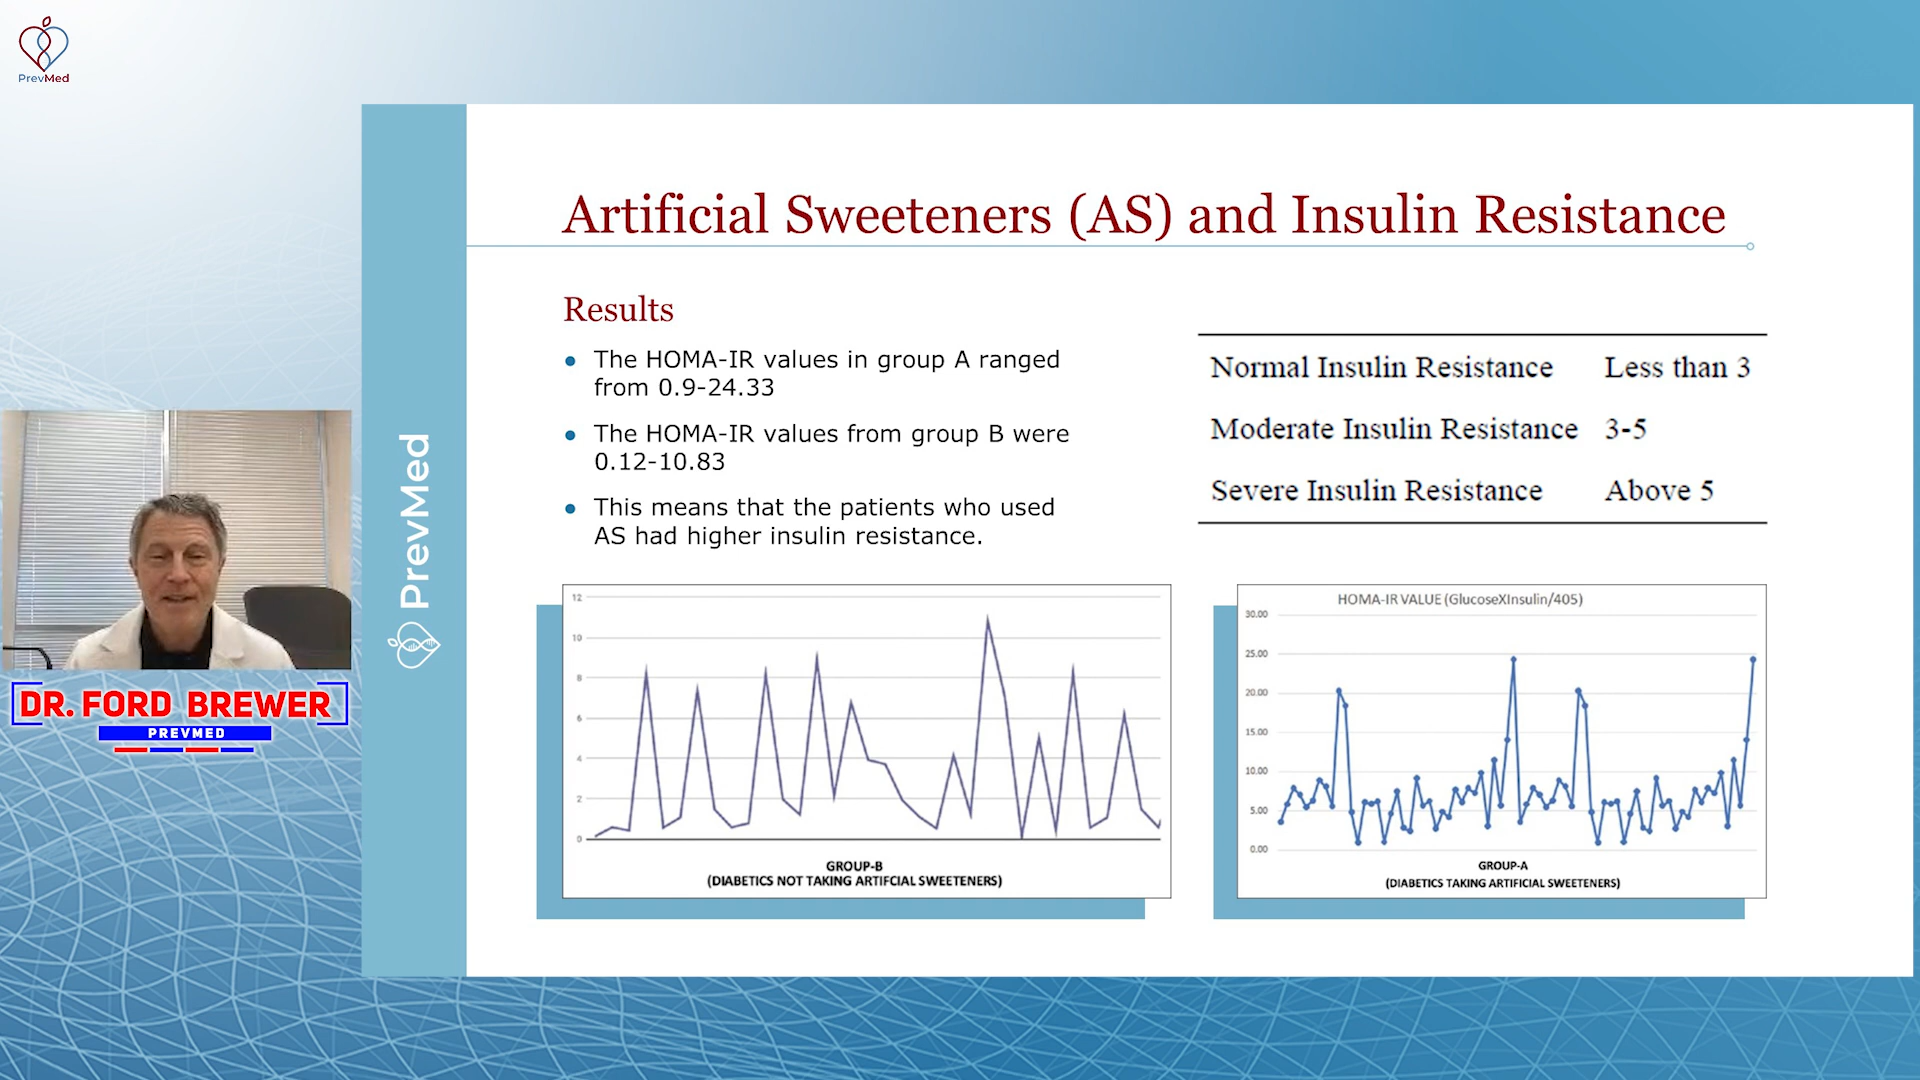 PrevMed
Artificial Sweeteners (AS) and Insulin Resistance
Results
The HOMA-IR values in group A ranged
from 0.9-24.33
The HOMA-IR values from group B were
0.12-10.83
This means that the patients who used
AS had higher insulin resistance.
Normal Insulin Resistance Less than 3
Moderate Insulin Resistance 3-5
Severe Insulin Resistance Above 5
PrevMed
DR. FORD BREWER
PREVMED
12
10
8
6
4
2
0
GROUP-B
(DIABETICS NOT TAKING ARTIFCIAL SWEETENERS)
HOMA-IR VALUE (GlucoseXInsulin/405)
30.00
25.00
20.00
15.00
10.00
5.00
0.00
GROUP-A
(DIABETICS TAKING ARTIFICIAL SWEETENERS)